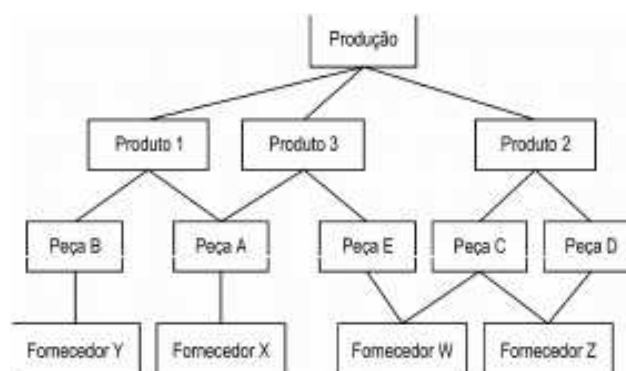 Produção
Produto 1
Produto 3
Produto 2
Peça B
Peça A
Peça E
Peça C
Peça D
Fornecedor Y
Fornecedor X
Fornecedor W
Fornecedor Z